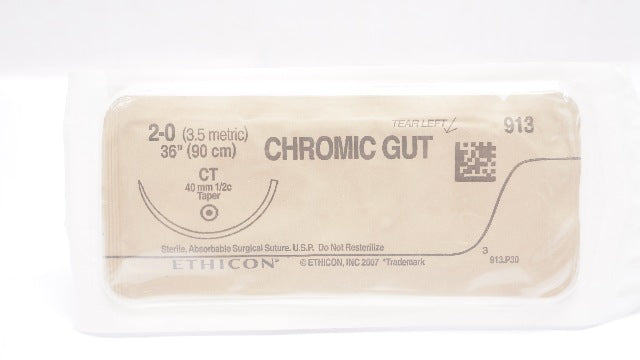 2-0 (3.5 metric)
36" (90 cm)
CT
40 mm 1/2c
Taper
CHROMIC GUT
TEAR LEFT
913
Sterile, Absorbable Surgical Suture. U.S.P. Do Not Resterilize
ETHICON* © ETHICON, INC 2007 *Trademark
3
913.P30